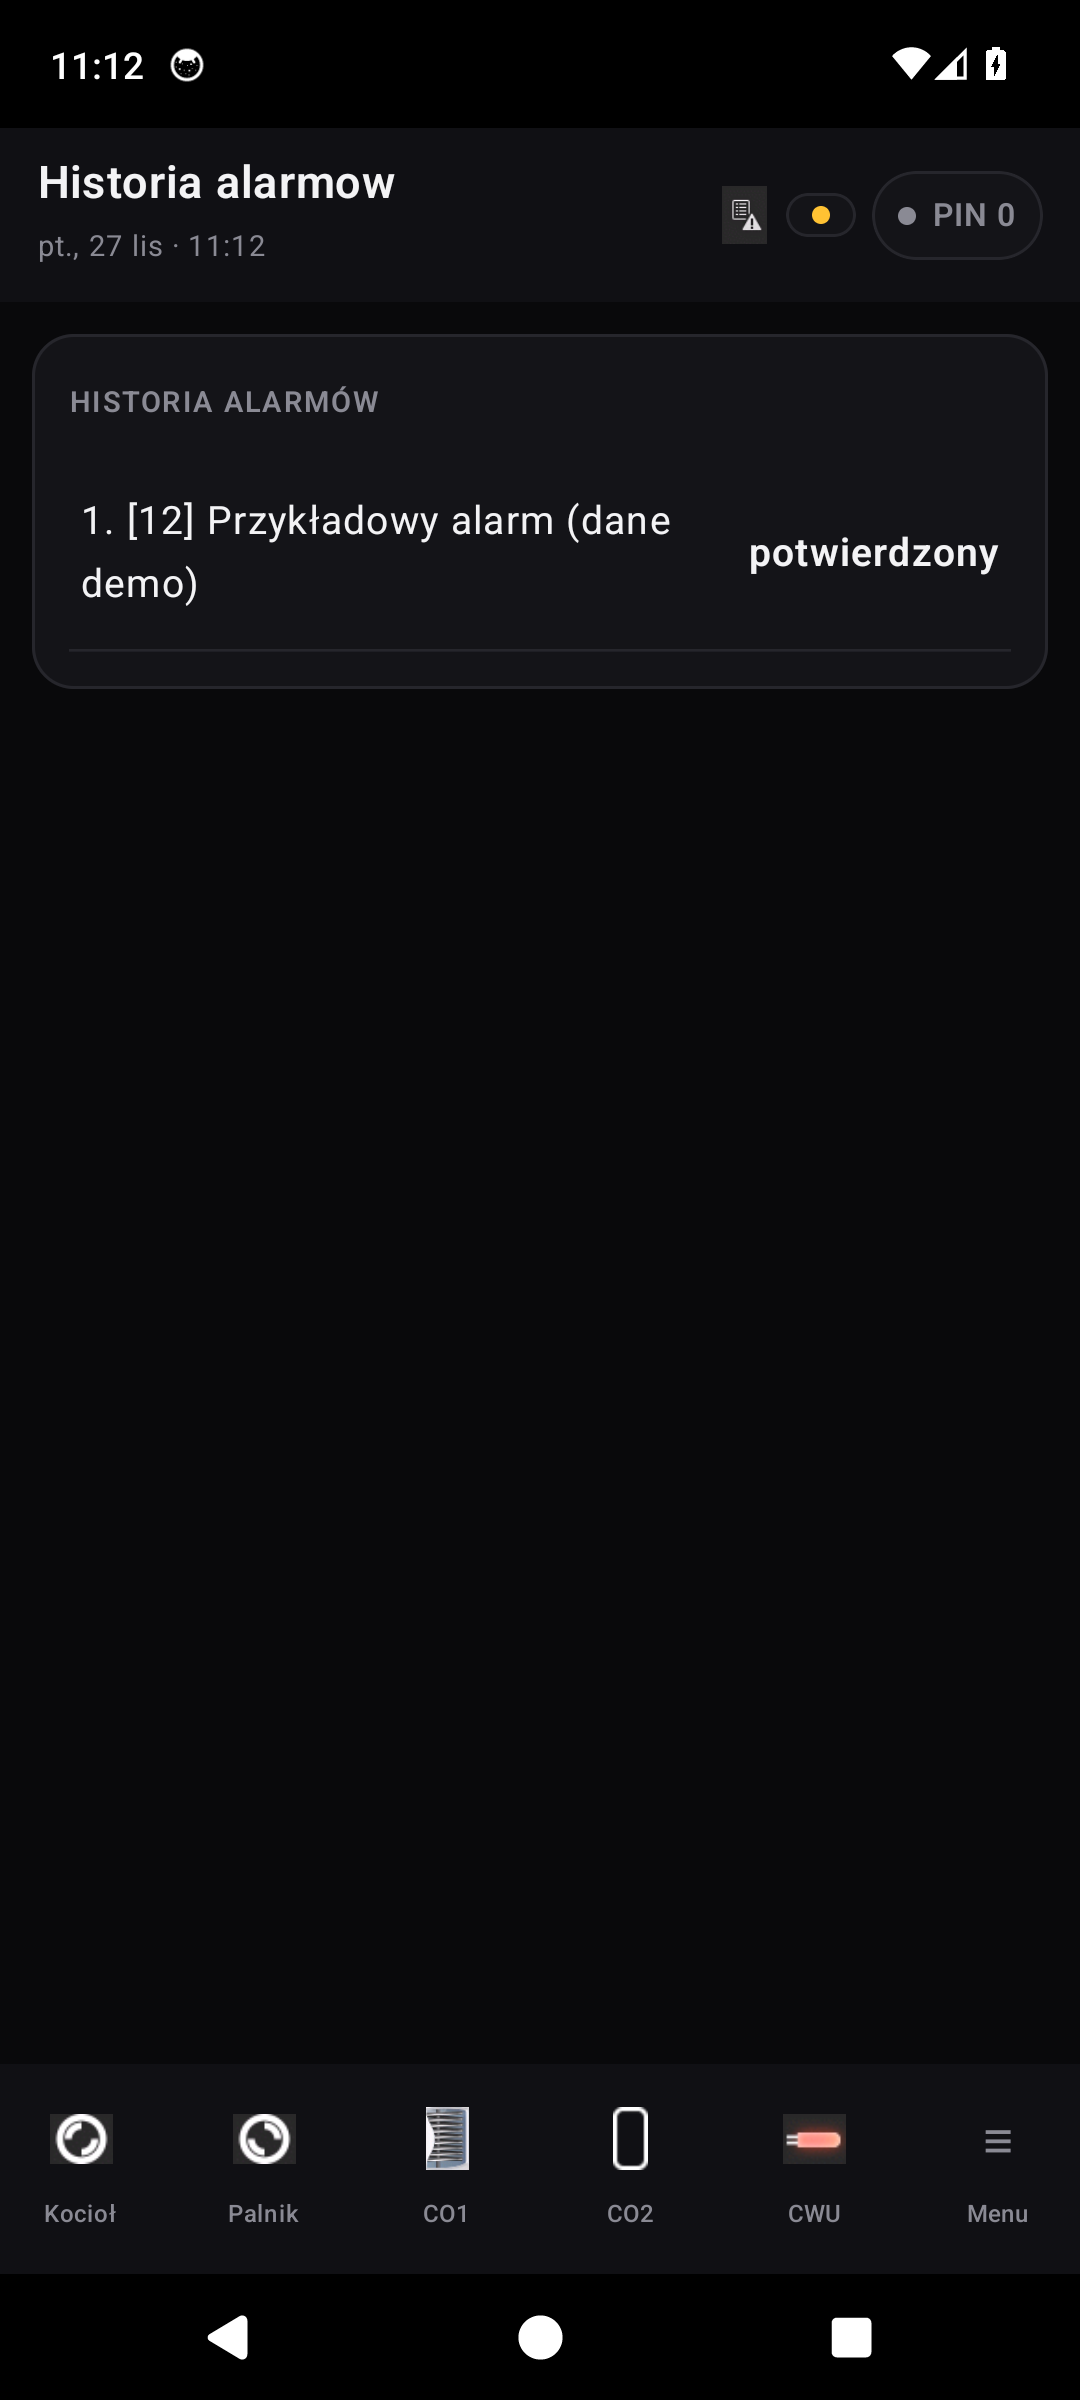 11:12
Historia alarmow
pt., 27 lis · 11:12
PIN 0
HISTORIA ALARMÓW
1. [12] Przykładowy alarm (dane
demo)
potwierdzony
Kocioł
Palnik
CO1
CO2
CWU
Menu